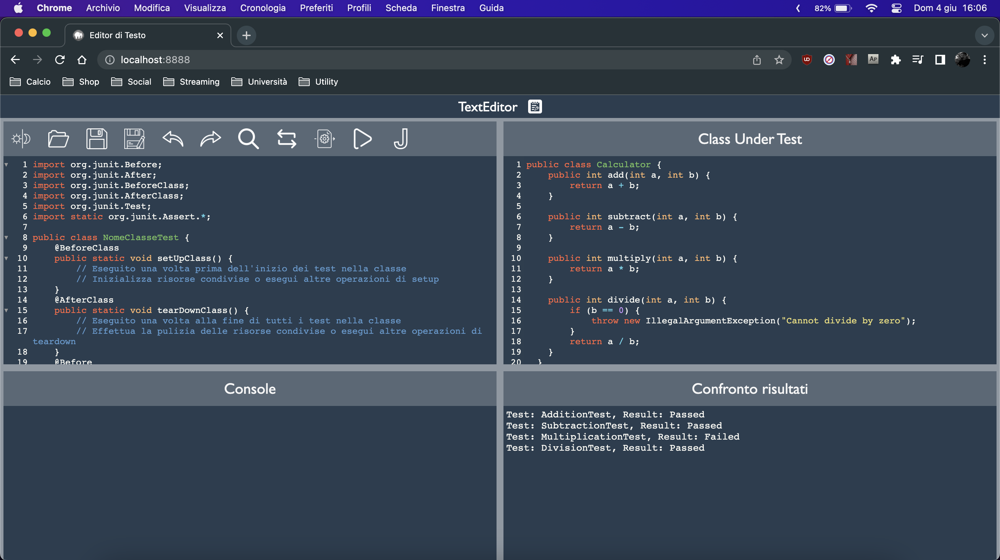 Chrome Archivio Modifica Visualizza Cronologia Preferiti Profili Scheda Finestra Guida 82% Dom 4 giu 16:06
Editor di Testo
localhost:8888
UO AP
Calcio Shop Social Streaming Università Utility
TextEditor
1 import org.junit.Before;
2 import org.junit.After;
3 import org.junit.BeforeClass;
4 import org.junit.AfterClass;
5 import org.junit.Test;
6 import static org.junit.Assert.*;
7
8 public class NomeClasseTest {
9 @BeforeClass
10 public static void setUpClass() {
11 // Eseguito una volta prima dell'inizio dei test nella classe
12 // Inizializza risorse condivise o esegui altre operazioni di setup
13 }
14 @AfterClass
15 public static void tearDownClass() {
16 // Eseguito una volta alla fine di tutti i test nella classe
17 // Effettua la pulizia delle risorse condivise o esegui altre operazioni di
teardown
18 }
19 @Before
Class Under Test
1 public class Calculator {
2 public int add(int a, int b) {
3 return a + b;
4 }
5
6 public int subtract(int a, int b) {
7 return a - b;
8 }
9
10 public int multiply(int a, int b) {
11 return a * b;
12 }
13
14 public int divide(int a, int b) {
15 if (b == 0) {
16 throw new IllegalArgumentException("Cannot divide by zero");
17 }
18 return a / b;
19 }
20 }
Console
Confronto risultati
Test: AdditionTest, Result: Passed
Test: SubtractionTest, Result: Passed
Test: MultiplicationTest, Result: Failed
Test: DivisionTest, Result: Passed